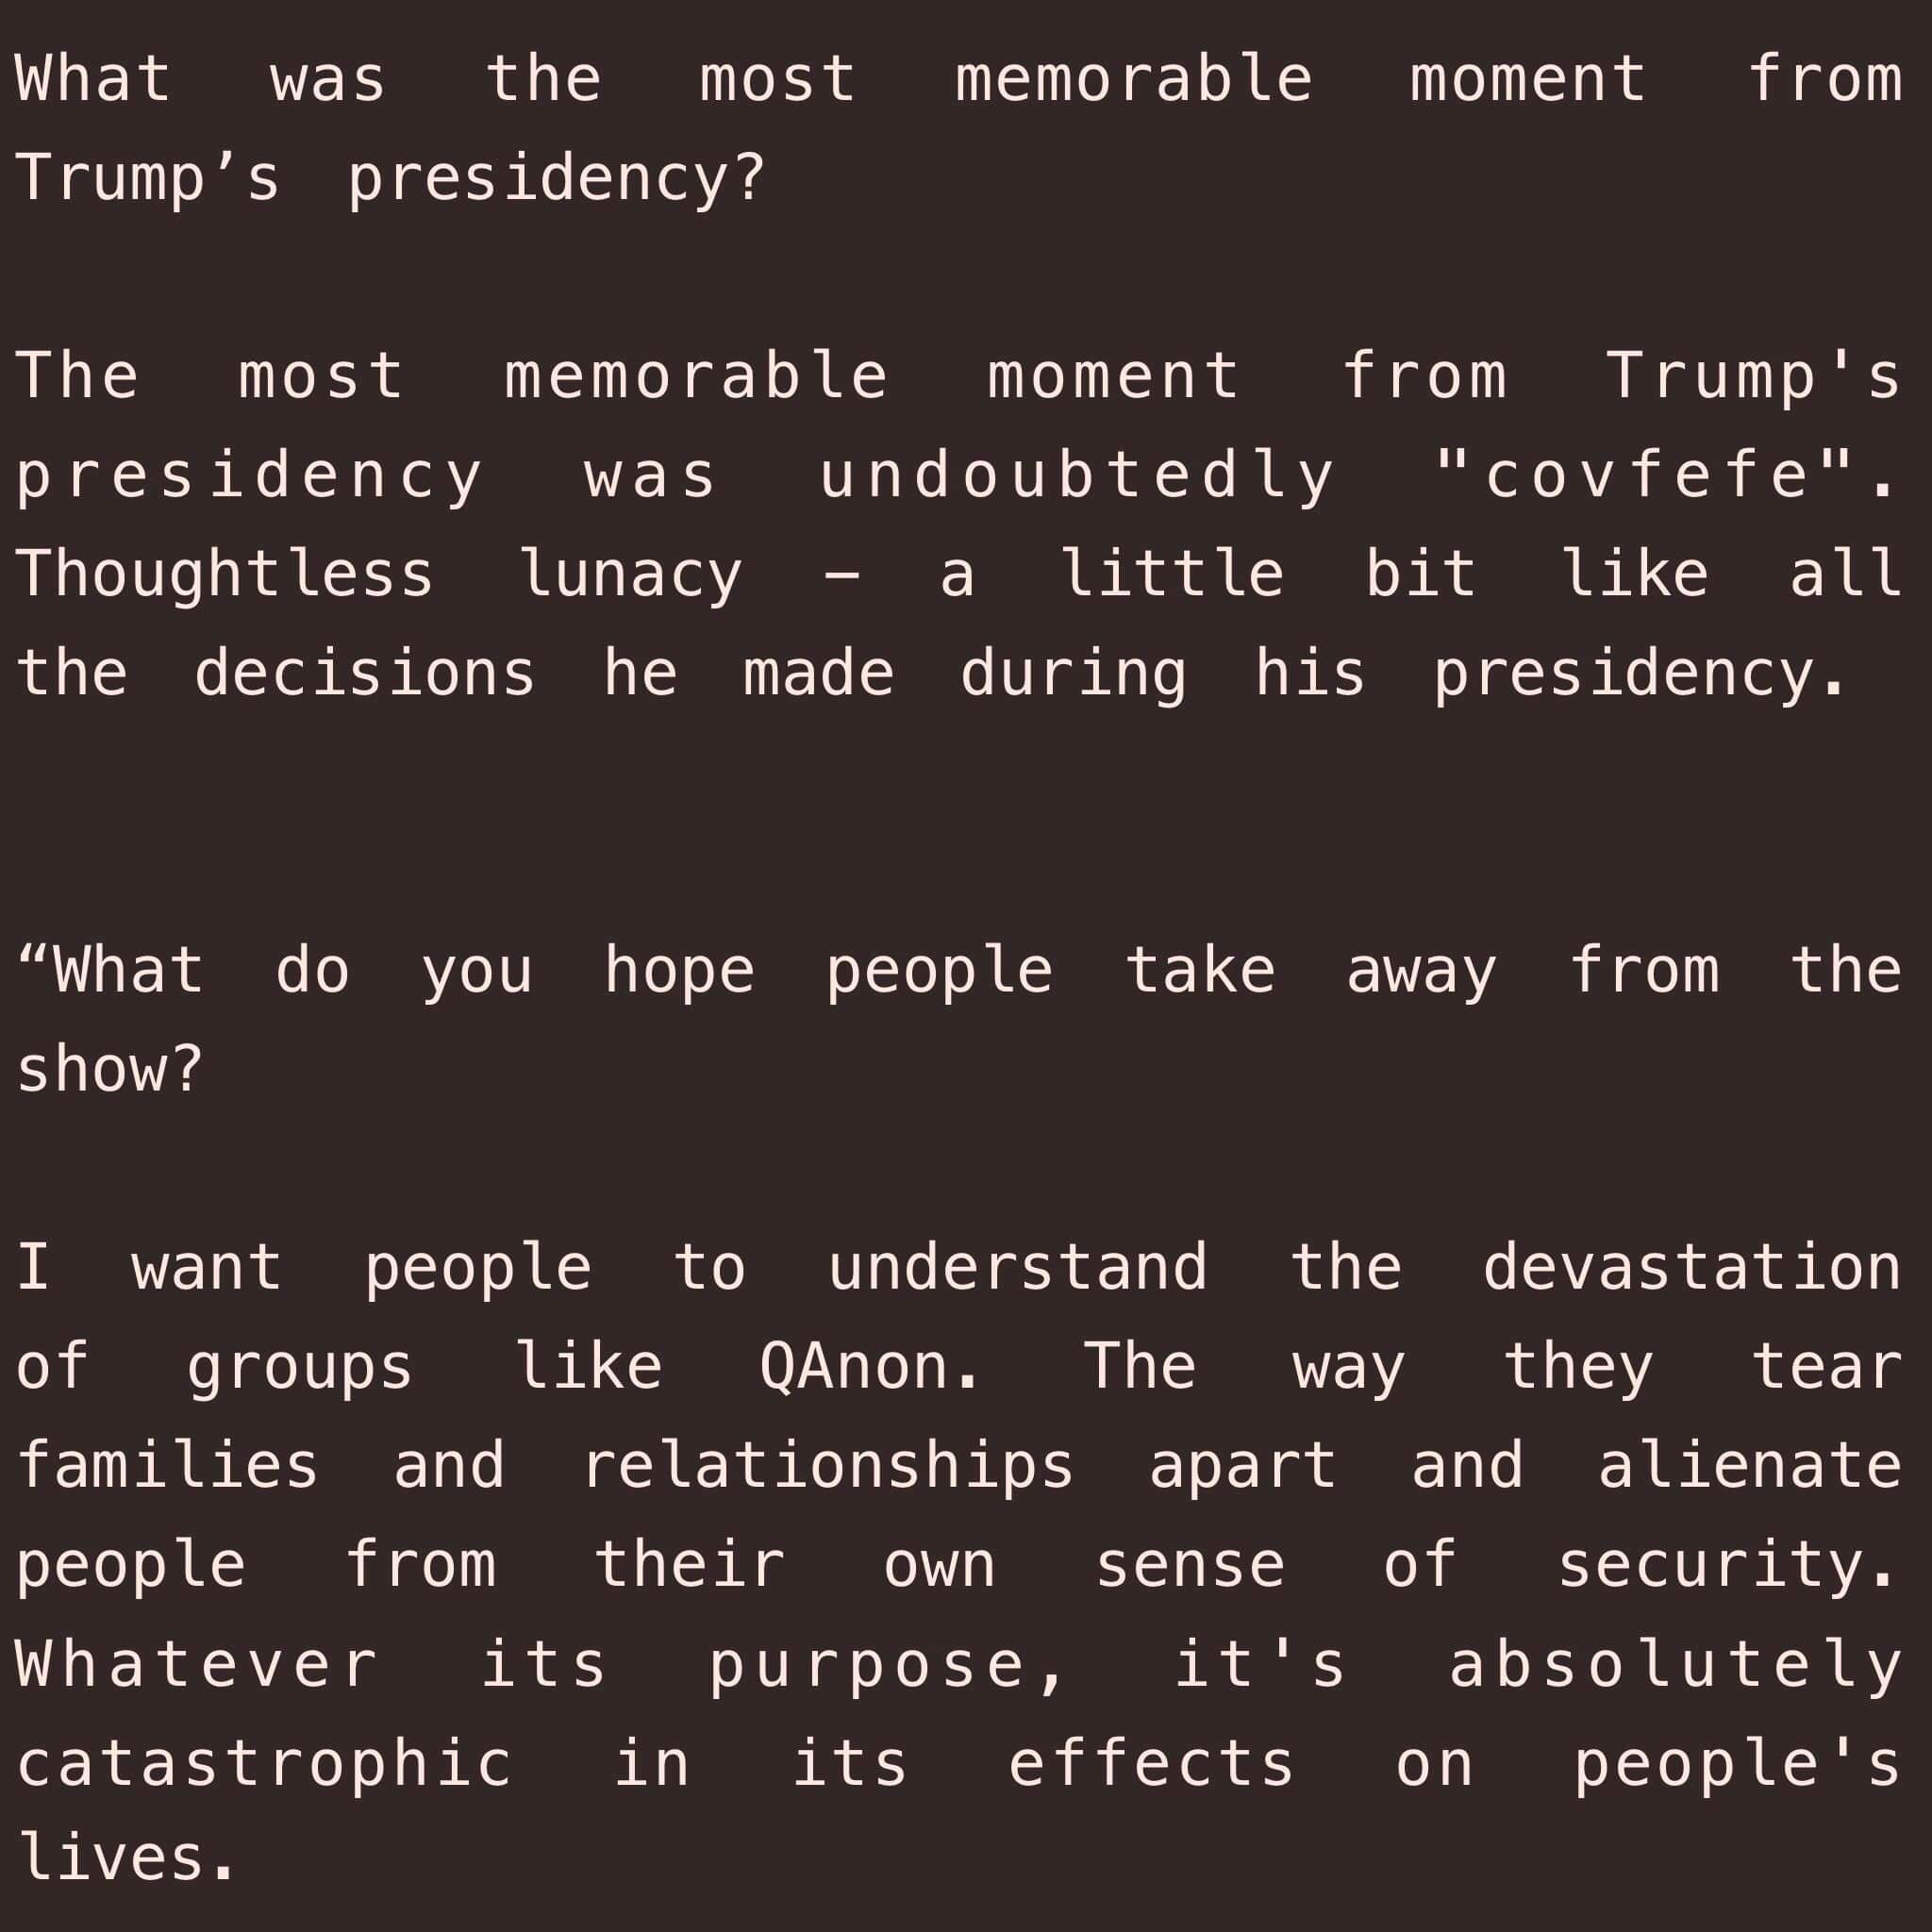 What was the most memorable moment from
Trump’s presidency?
The most memorable moment from Trump's
presidency was undoubtedly "covfefe".
Thoughtless lunacy – a little bit like all
the decisions he made during his presidency.
“What do you hope people take away from the
show?
I want people to understand the devastation
of groups like QAnon. The way they tear
families and relationships apart and alienate
people from their own sense of security.
Whatever its purpose, it's absolutely
catastrophic in its effects on people's
lives.